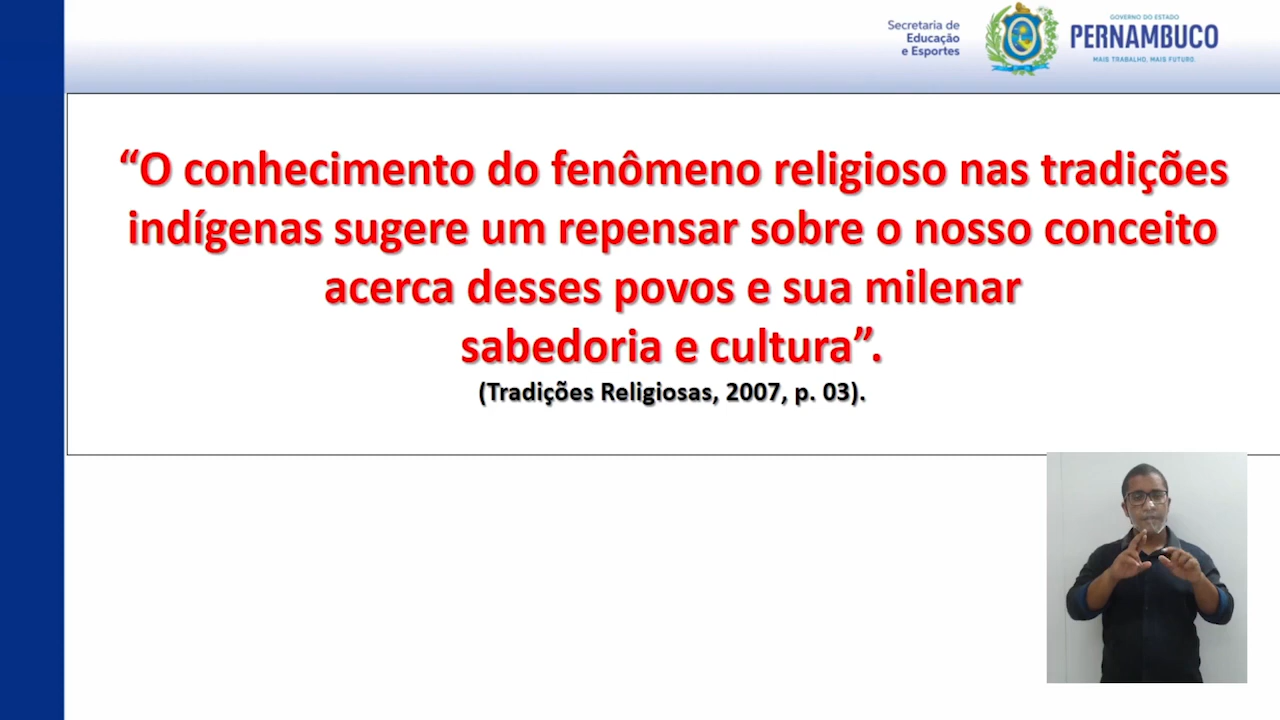 Secretaria de
Educação
e Esportes
GOVERNO DO ESTADO
PERNAMBUCO
MAIS TRABALHO. MAIS FUTURO.
“O conhecimento do fenômeno religioso nas tradições
indígenas sugere um repensar sobre o nosso conceito
acerca desses povos e sua milenar
sabedoria e cultura”.
(Tradições Religiosas, 2007, p. 03).